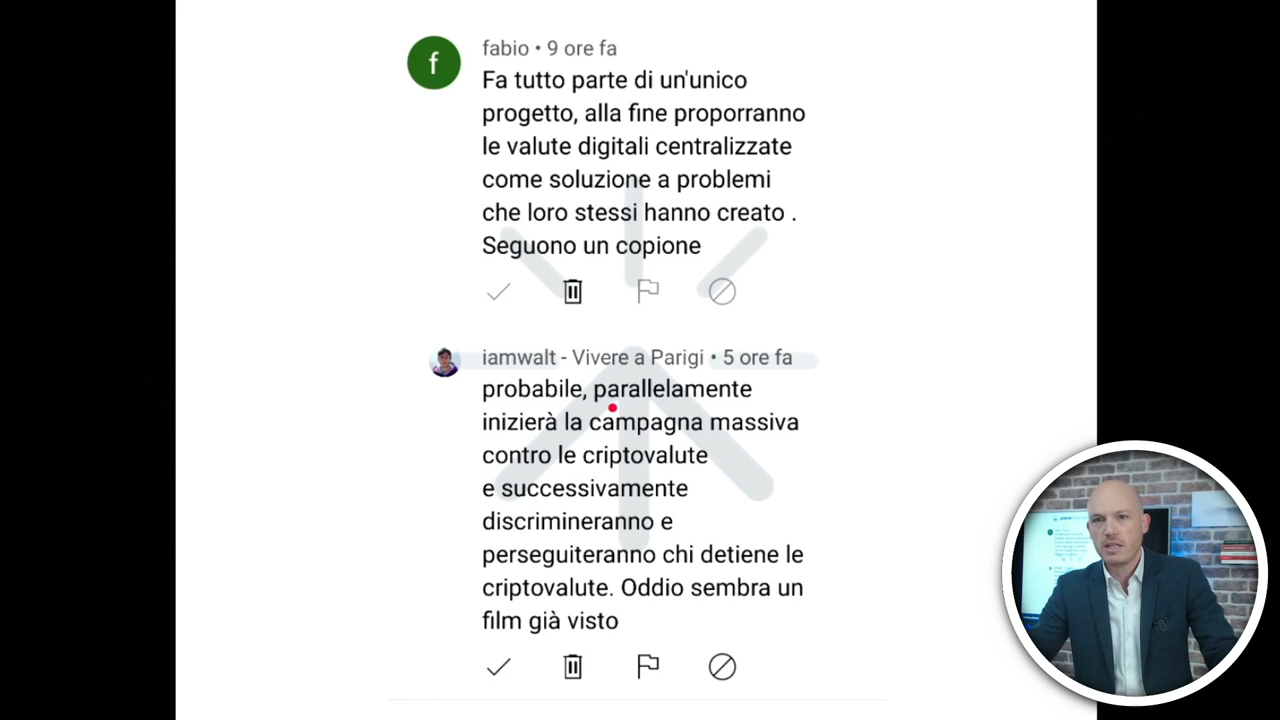 f
fabio • 9 ore fa
Fa tutto parte di un'unico
progetto, alla fine proporranno
le valute digitali centralizzate
come soluzione a problemi
che loro stessi hanno creato .
Seguono un copione
iamwalt - Vivere a Parigi • 5 ore fa
probabile, parallelamente
inizierà la campagna massiva
contro le criptovalute
e successivamente
discrimineranno e
perseguiteranno chi detiene le
criptovalute. Oddio sembra un
film già visto